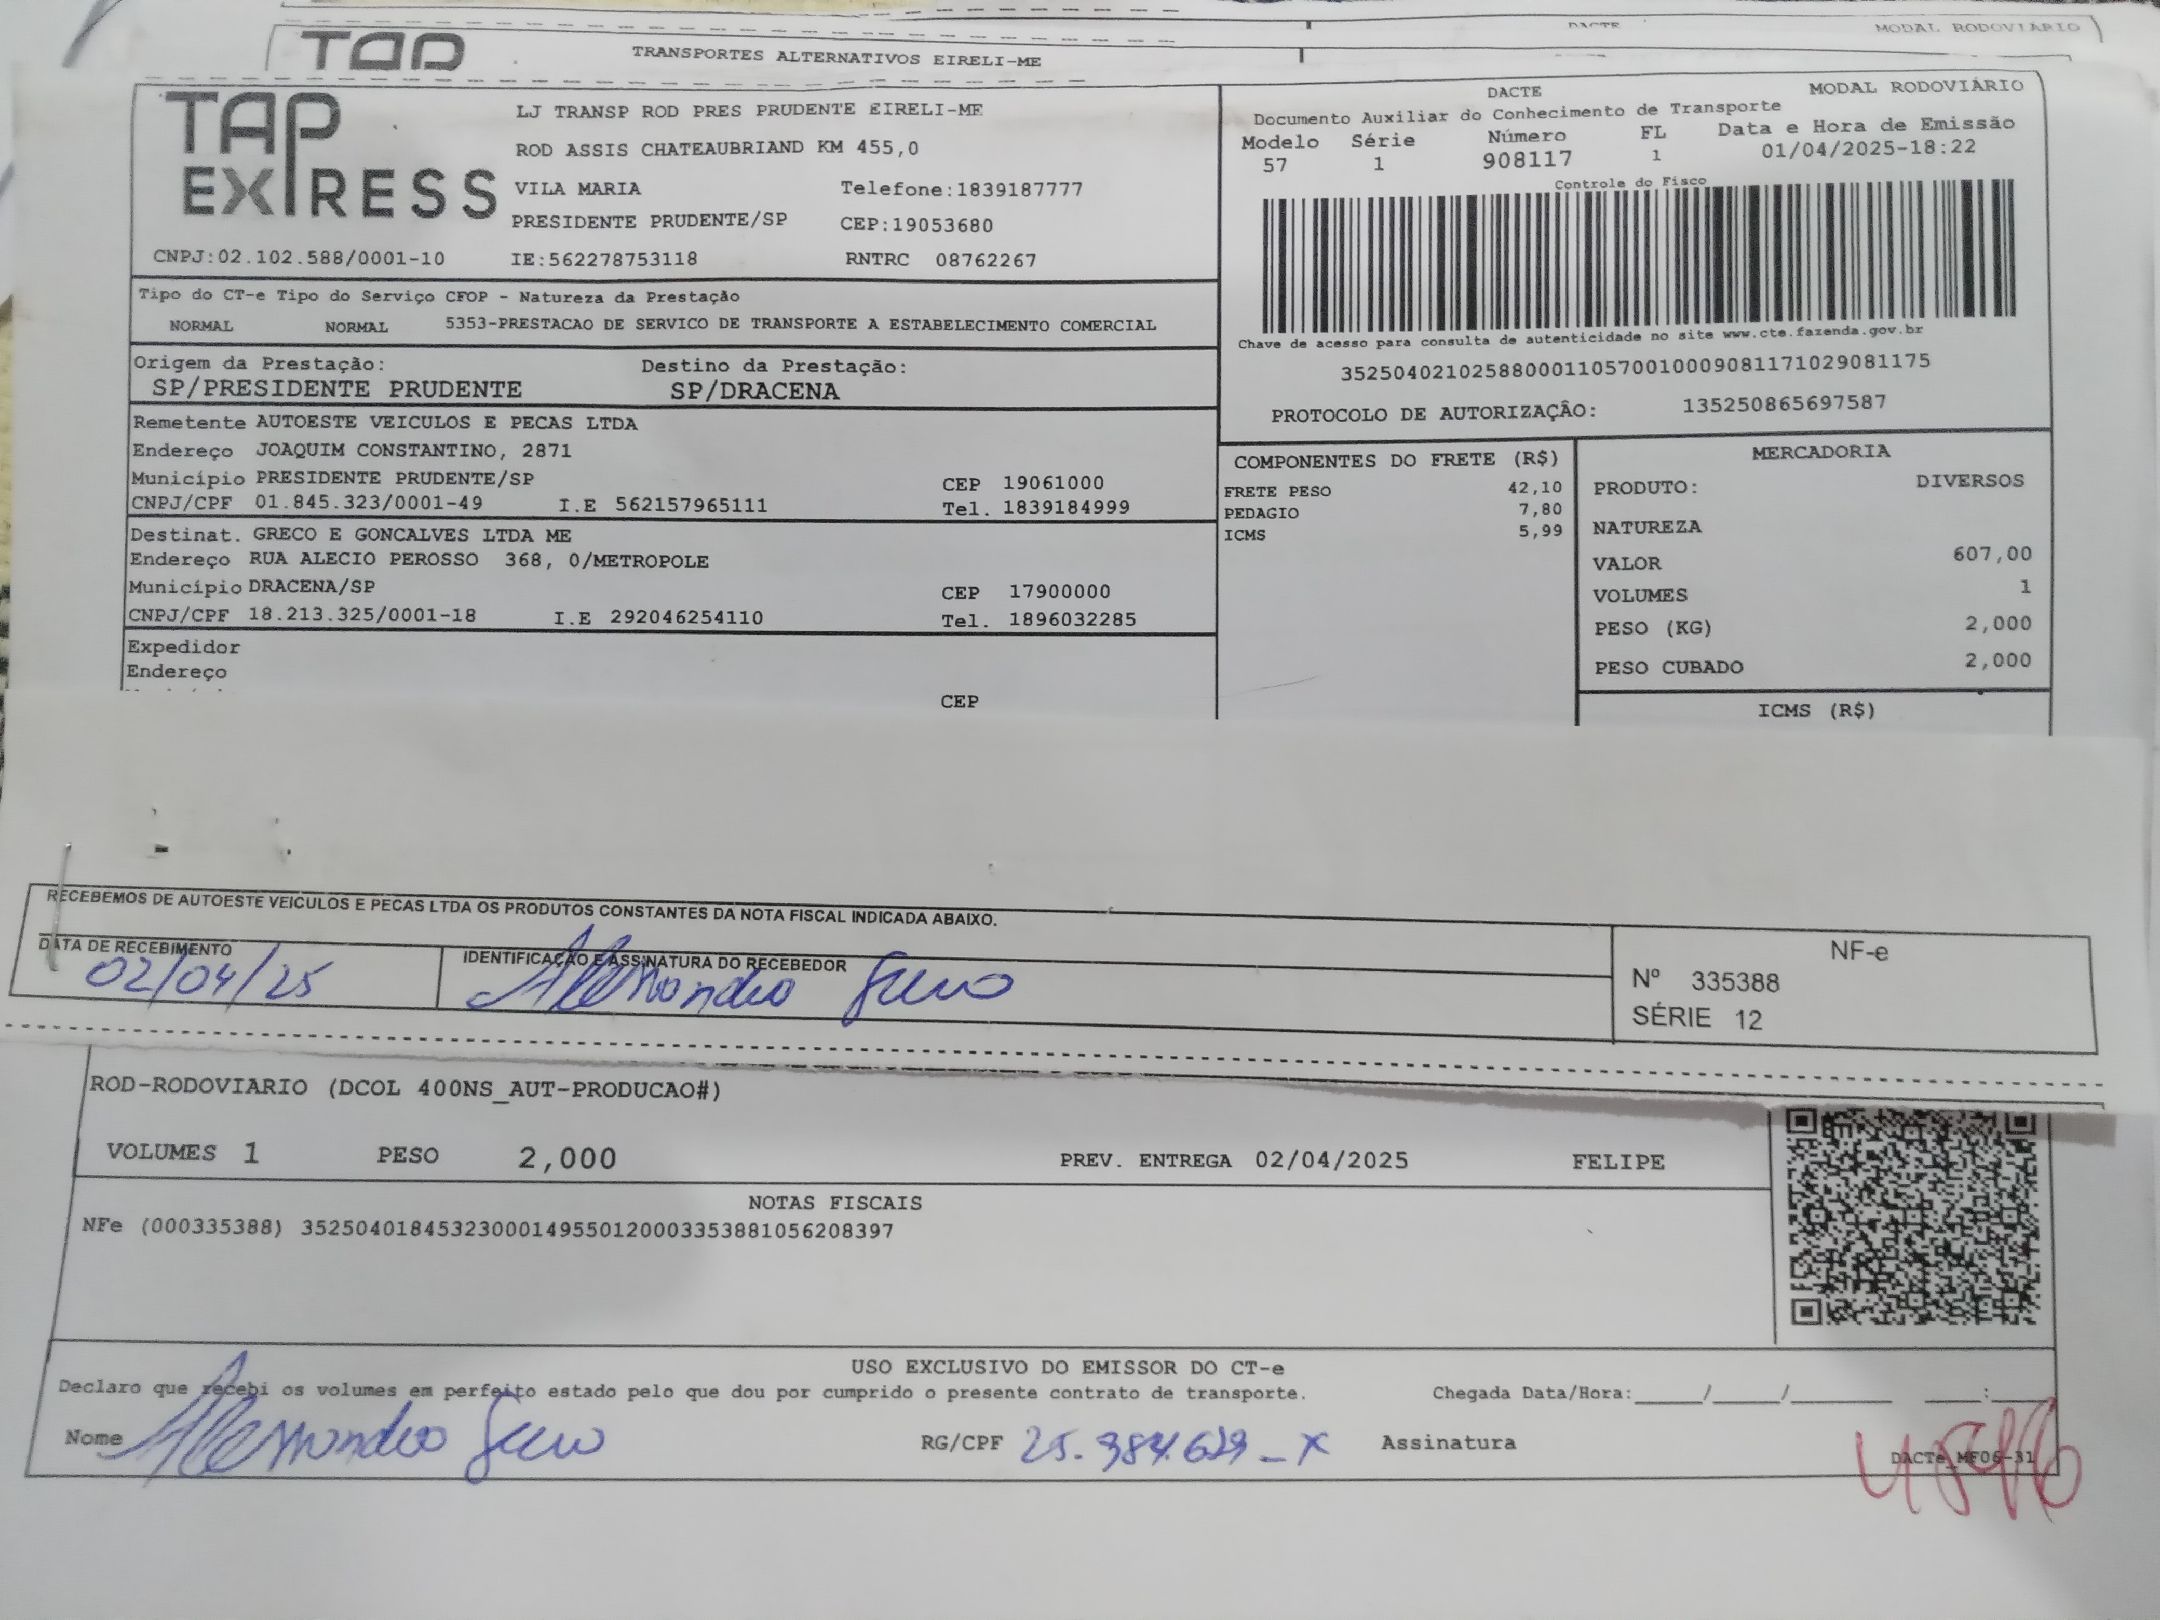 DACTE MODAL RODOVIÁRIO
TRANSPORTES ALTERNATIVOS EIRELI-ME
TAP EXPRESS
LJ TRANSP ROD PRES PRUDENTE EIRELI-ME
ROD ASSIS CHATEAUBRIAND KM 455,0
VILA MARIA Telefone:1839187777
PRESIDENTE PRUDENTE/SP CEP:19053680
CNPJ:02.102.588/0001-10 IE:562278753118 RNTRC 08762267
DACTE MODAL RODOVIÁRIO
Documento Auxiliar do Conhecimento de Transporte
Modelo Série Número FL Data e Hora de Emissão
57 1 908117 1 01/04/2025-18:22
Controle do Fisco
Chave de acesso para consulta de autenticidade no site www.cte.fazenda.gov.br
35250402102588000110570010009081171029081175
PROTOCOLO DE AUTORIZAÇÃO: 135250865697587
Tipo do CT-e Tipo do Serviço CFOP - Natureza da Prestação
NORMAL NORMAL 5353-PRESTACAO DE SERVICO DE TRANSPORTE A ESTABELECIMENTO COMERCIAL
Origem da Prestação: Destino da Prestação:
SP/PRESIDENTE PRUDENTE SP/DRACENA
Remetente AUTOESTE VEICULOS E PECAS LTDA
Endereço JOAQUIM CONSTANTINO, 2871
Município PRESIDENTE PRUDENTE/SP CEP 19061000
CNPJ/CPF 01.845.323/0001-49 I.E 562157965111 Tel. 1839184999
Destinat. GRECO E GONCALVES LTDA ME
Endereço RUA ALECIO PEROSSO 368, 0/METROPOLE
Município DRACENA/SP CEP 17900000
CNPJ/CPF 18.213.325/0001-18 I.E 292046254110 Tel. 1896032285
Expedidor
Endereço
CEP
COMPONENTES DO FRETE (R$)
FRETE PESO 42,10
PEDAGIO 7,80
ICMS 5,99
MERCADORIA
PRODUTO: DIVERSOS
NATUREZA
VALOR 607,00
VOLUMES 1
PESO (KG) 2,000
PESO CUBADO 2,000
ICMS (R$)
RECEBEMOS DE AUTOESTE VEICULOS E PECAS LTDA OS PRODUTOS CONSTANTES DA NOTA FISCAL INDICADA ABAIXO.
DATA DE RECEBIMENTO IDENTIFICAÇÃO E ASSINATURA DO RECEBEDOR
02/04/25 Alessandro
NF-e
Nº 335388
SÉRIE 12
ROD-RODOVIARIO (DCOL 400NS_AUT-PRODUCAO#)
VOLUMES 1 PESO 2,000 PREV. ENTREGA 02/04/2025 FELIPE
NOTAS FISCAIS
NFe (000335388) 35250401845323000149550120003353881056208397
USO EXCLUSIVO DO EMISSOR DO CT-e
Declaro que recebi os volumes em perfeito estado pelo que dou por cumprido o presente contrato de transporte. Chegada Data/Hora:_____/_____/________ ____:____
Nome Alessandro RG/CPF Assinatura
DACTe_MF06-31